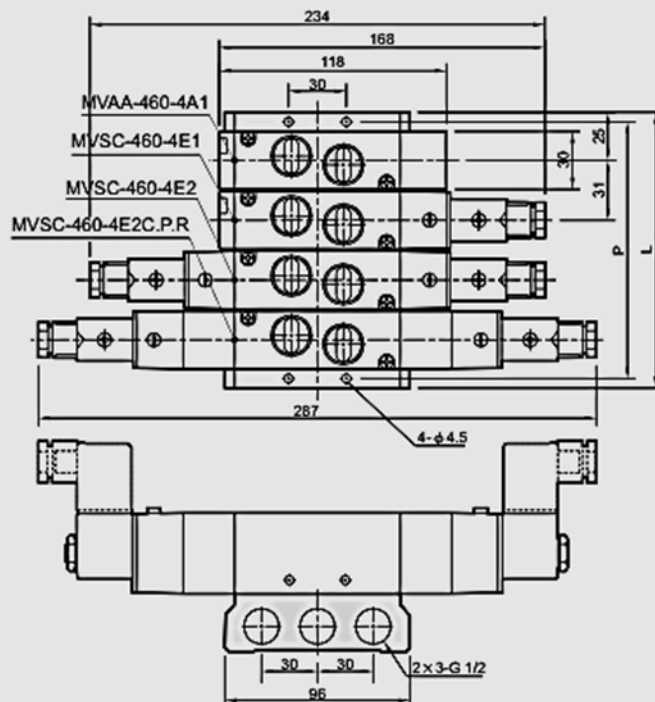 234
168
118
30
MVAA-460-4A1
MVSC-460-4E1
MVSC-460-4E2
MVSC-460-4E2C.P.R
25
30
31
P
L
287
4-ϕ4.5
30
30
2×3-G 1/2
96